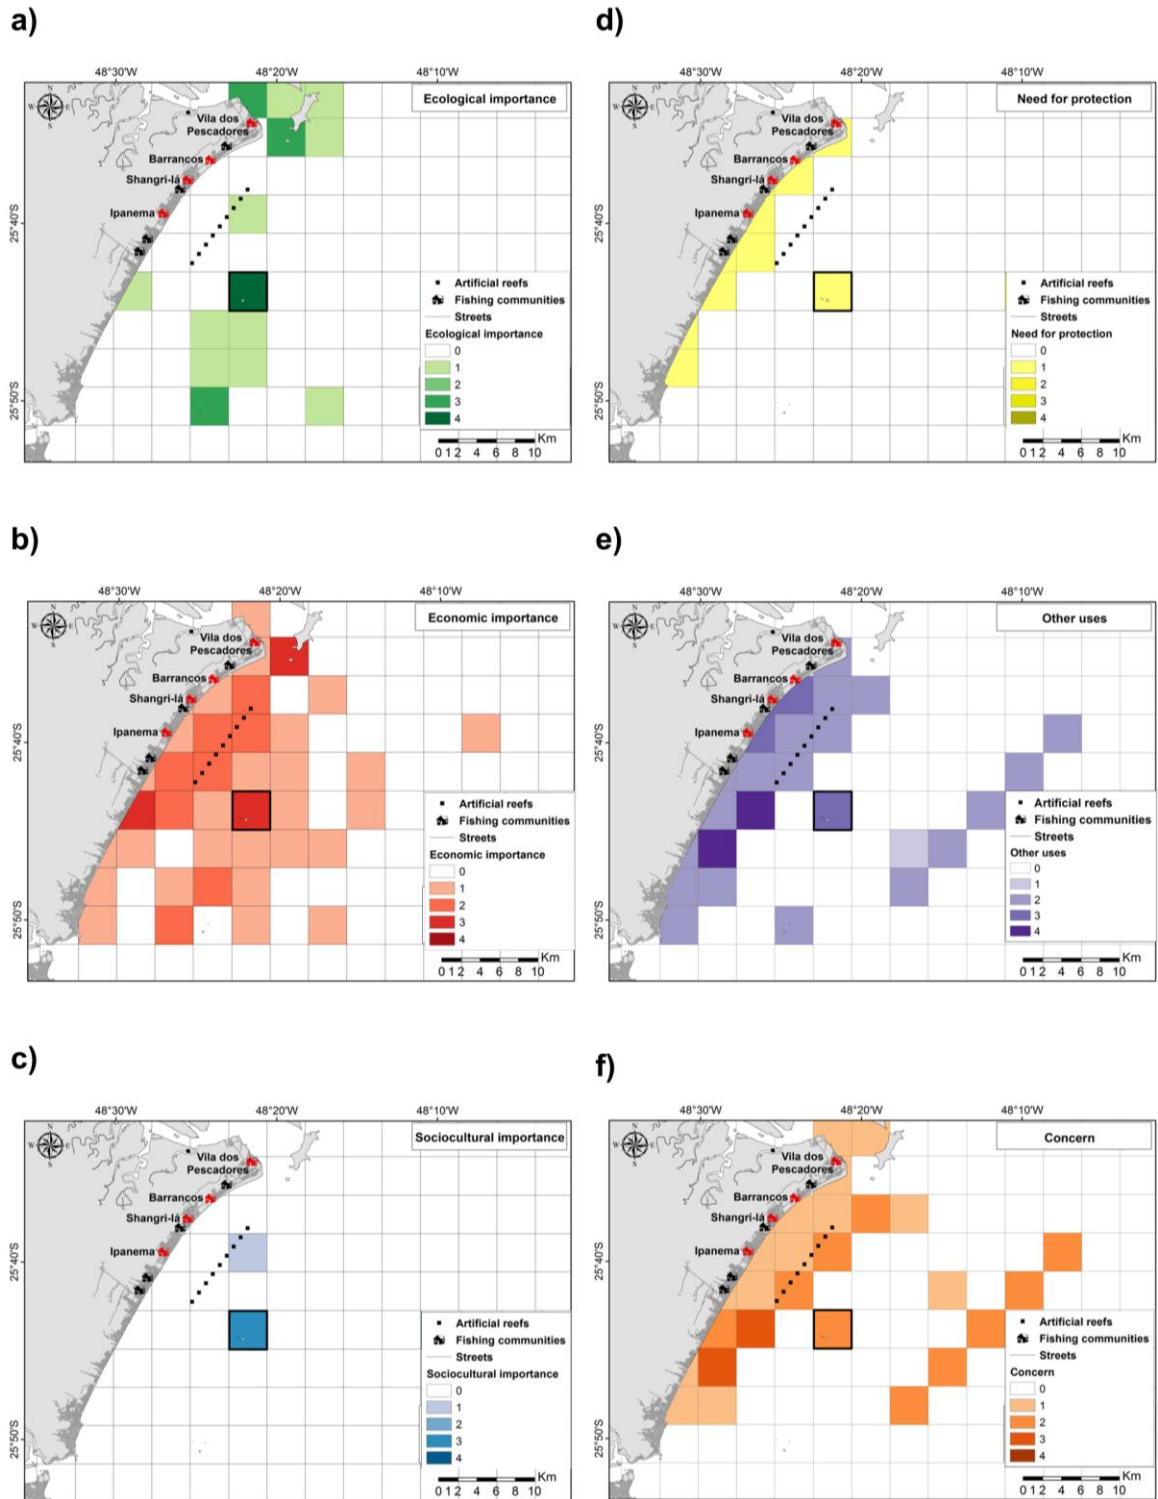 a)
48°30'W 48°20'W 48°10'W
N
W E
S
Ecological importance
Vila dos
Pescadores
Barrancos
Shangri-lá
Ipanema
25°40'S
25°50'S
Artificial reefs
Fishing communities
Streets
Ecological importance
0
1
2
3
4
Km
0 1 2 4 6 8 10
d)
48°30'W 48°20'W 48°10'W
N
W E
S
Need for protection
Vila dos
Pescadores
Barrancos
Shangri-lá
Ipanema
25°40'S
25°50'S
Artificial reefs
Fishing communities
Streets
Need for protection
0
1
2
3
4
Km
0 1 2 4 6 8 10
b)
48°30'W 48°20'W 48°10'W
N
W E
S
Economic importance
Vila dos
Pescadores
Barrancos
Shangri-lá
Ipanema
25°40'S
25°50'S
Artificial reefs
Fishing communities
Streets
Economic importance
0
1
2
3
4
Km
0 1 2 4 6 8 10
e)
48°30'W 48°20'W 48°10'W
N
W E
S
Other uses
Vila dos
Pescadores
Barrancos
Shangri-lá
Ipanema
25°40'S
25°50'S
Artificial reefs
Fishing communities
Streets
Other uses
0
1
2
3
4
Km
0 1 2 4 6 8 10
c)
48°30'W 48°20'W 48°10'W
N
W E
S
Sociocultural importance
Vila dos
Pescadores
Barrancos
Shangri-lá
Ipanema
25°40'S
25°50'S
Artificial reefs
Fishing communities
Streets
Sociocultural importance
0
1
2
3
4
Km
0 1 2 4 6 8 10
f)
48°30'W 48°20'W 48°10'W
N
W E
S
Concern
Vila dos
Pescadores
Barrancos
Shangri-lá
Ipanema
25°40'S
25°50'S
Artificial reefs
Fishing communities
Streets
Concern
0
1
2
3
4
Km
0 1 2 4 6 8 10